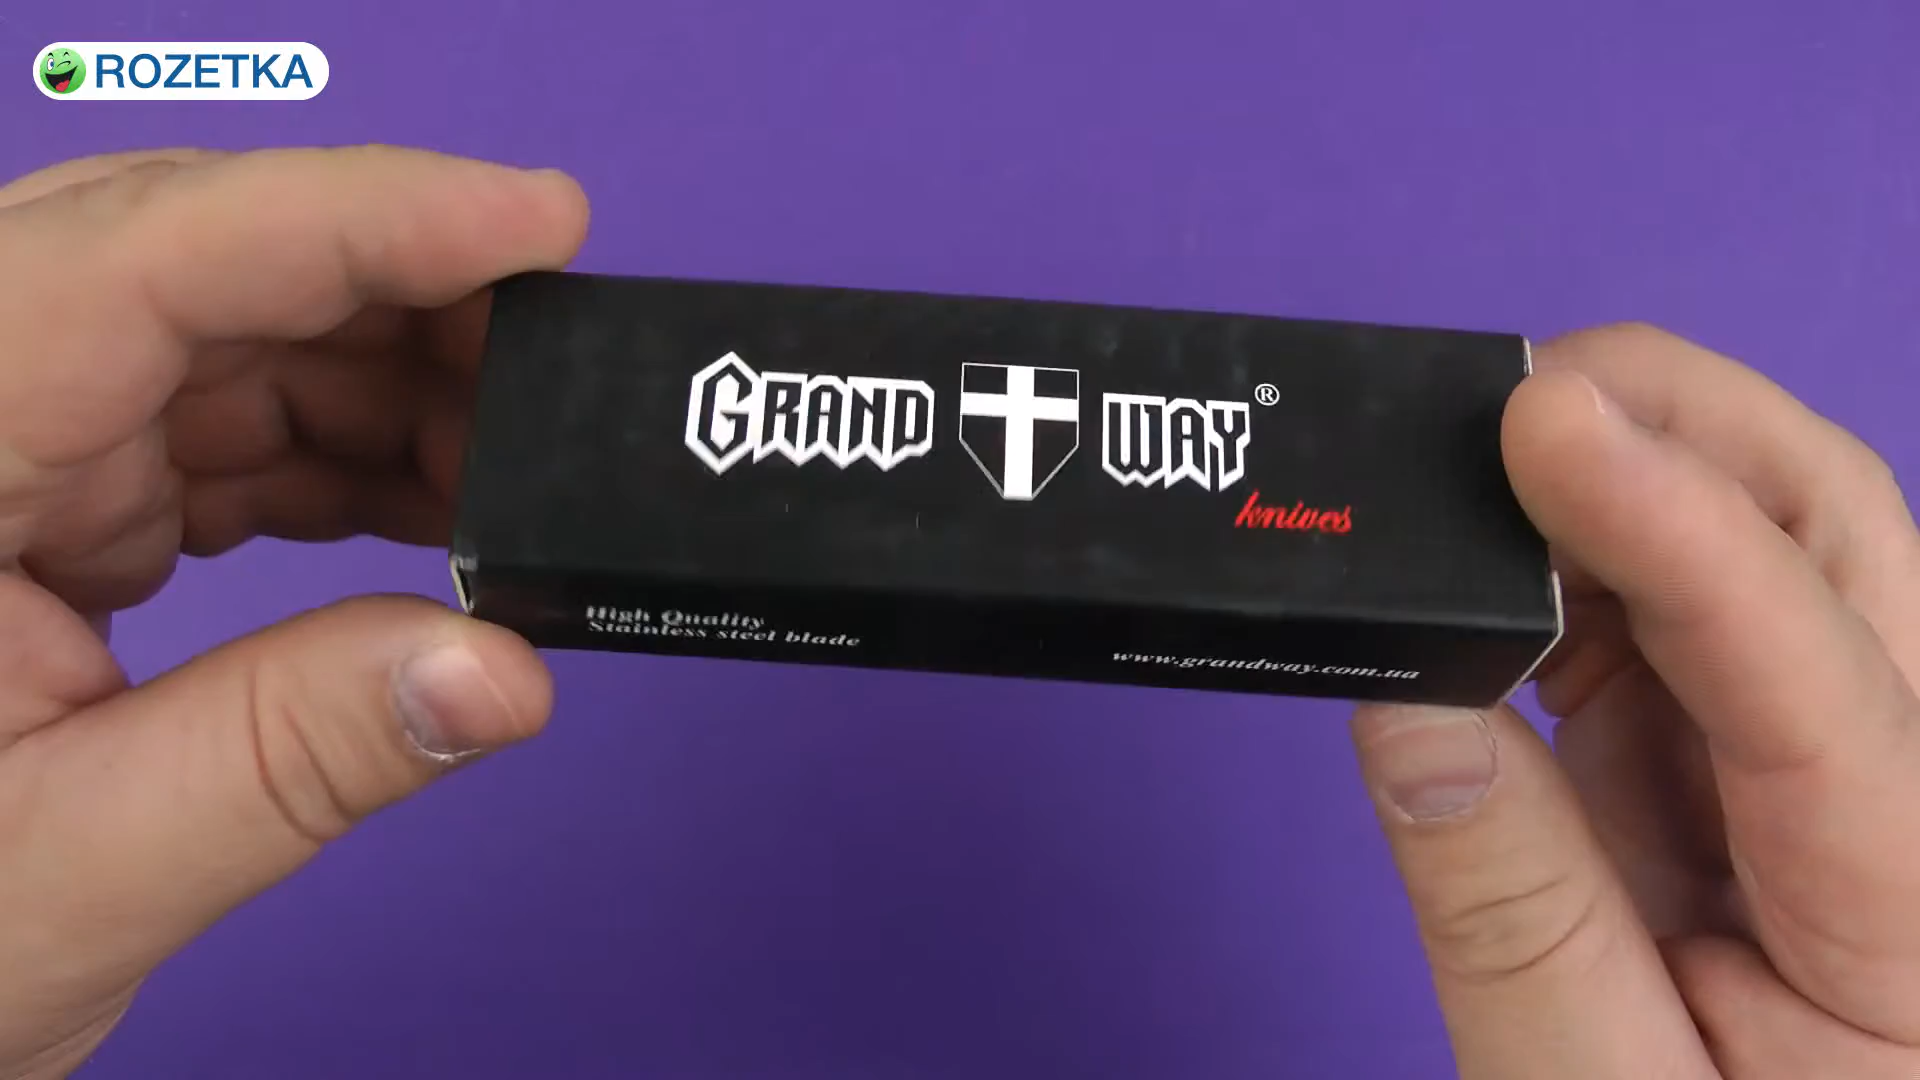 ROZETKA
GRAND WAY®
knives
High Quality
Stainless steel blade
www.grandway.com.ua